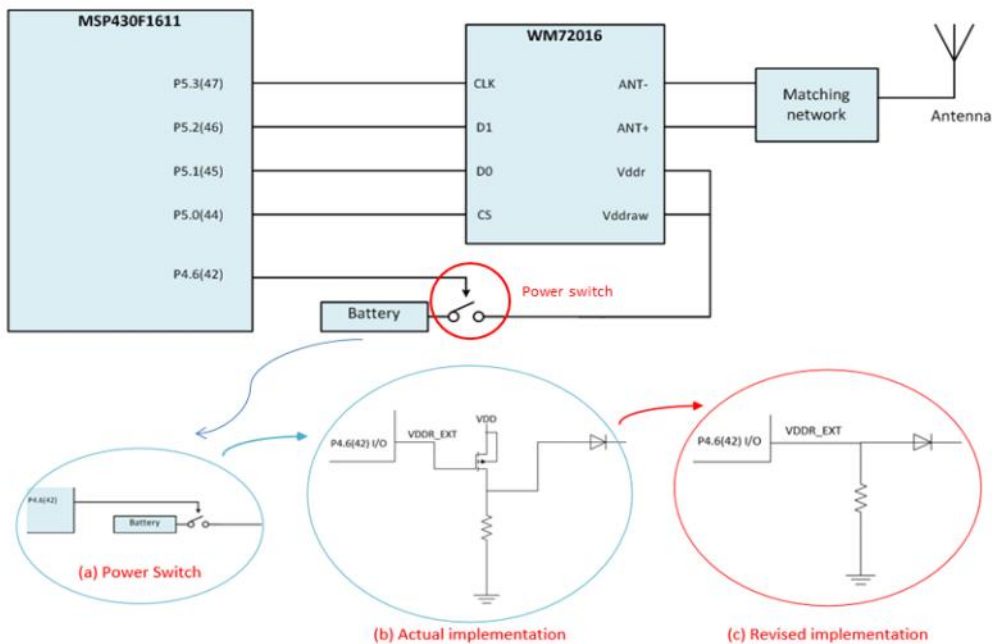 MSP430F1611
WM72016
P5.3(47)
CLK
ANT-
Matching
network
Antenna
P5.2(46)
D1
ANT+
P5.1(45)
D0
Vddr
P5.0(44)
CS
Vddraw
P4.6(42)
Power switch
Battery
P4.6(42)
Battery
(a) Power Switch
P4.6(42) I/O
VDDR_EXT
VDD
(b) Actual implementation
P4.6(42) I/O
VDDR_EXT
(c) Revised implementation